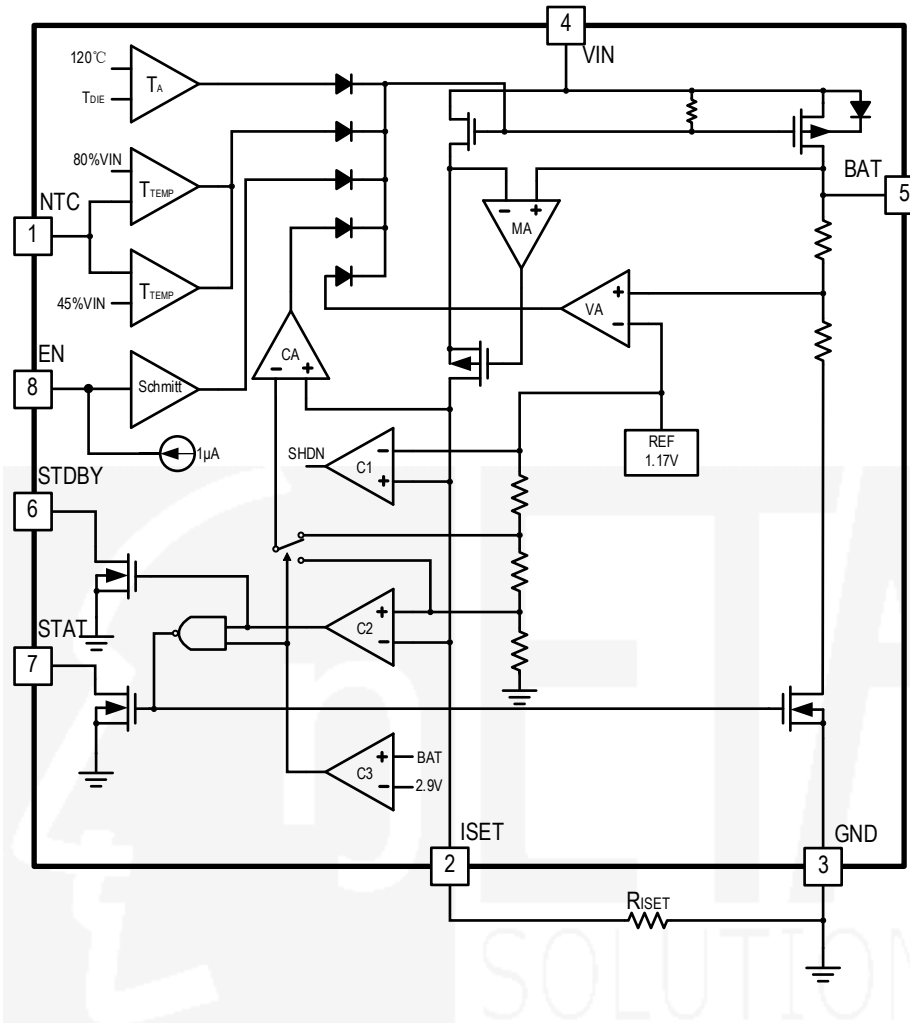 4
VIN
120℃
TDIE
TA
80%VIN
TTEMP
NTC
1
BAT
5
MA
TTEMP
45%VIN
VA
EN
8
Schmitt
CA
1µA
SHDN
C1
REF
1.17V
STDBY
6
STAT
7
C2
C3
BAT
2.9V
ISET
2
GND
3
RISET
ETA
SOLUTION